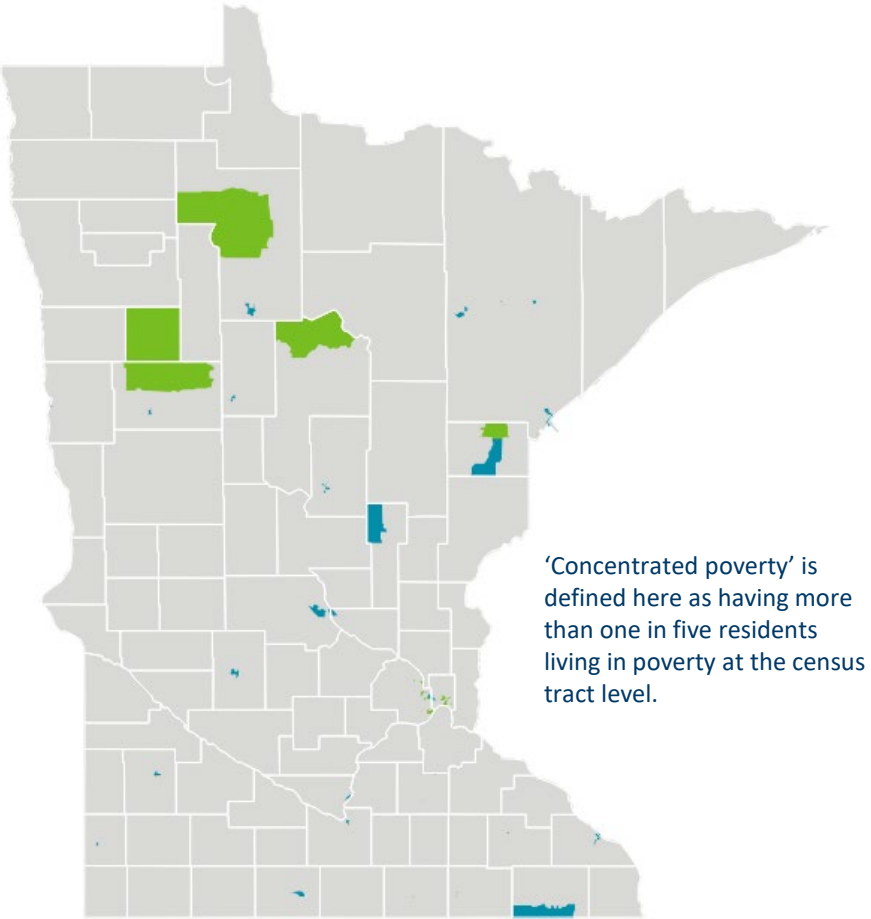 ‘Concentrated poverty’ is
defined here as having more
than one in five residents
living in poverty at the census
tract level.